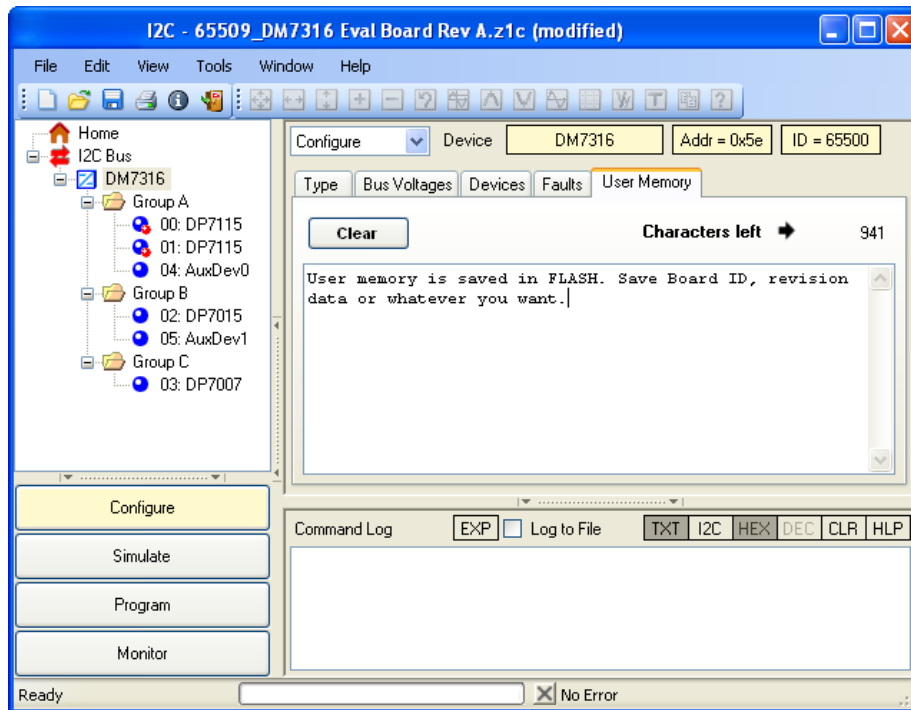 I2C - 65509_DM7316 Eval Board Rev A.z1c (modified)
File Edit View Tools Window Help
Home
I2C Bus
DM7316
Group A
00: DP7115
01: DP7115
04: AuxDev0
Group B
02: DP7015
05: AuxDev1
Group C
03: DP7007
Configure
Simulate
Program
Monitor
Configure Device DM7316 Addr = 0x5e ID = 65500
Type Bus Voltages Devices Faults User Memory
Clear Characters left 941
User memory is saved in FLASH. Save Board ID, revision
data or whatever you want.
Command Log EXP Log to File TXT I2C HEX DEC CLR HLP
Ready No Error